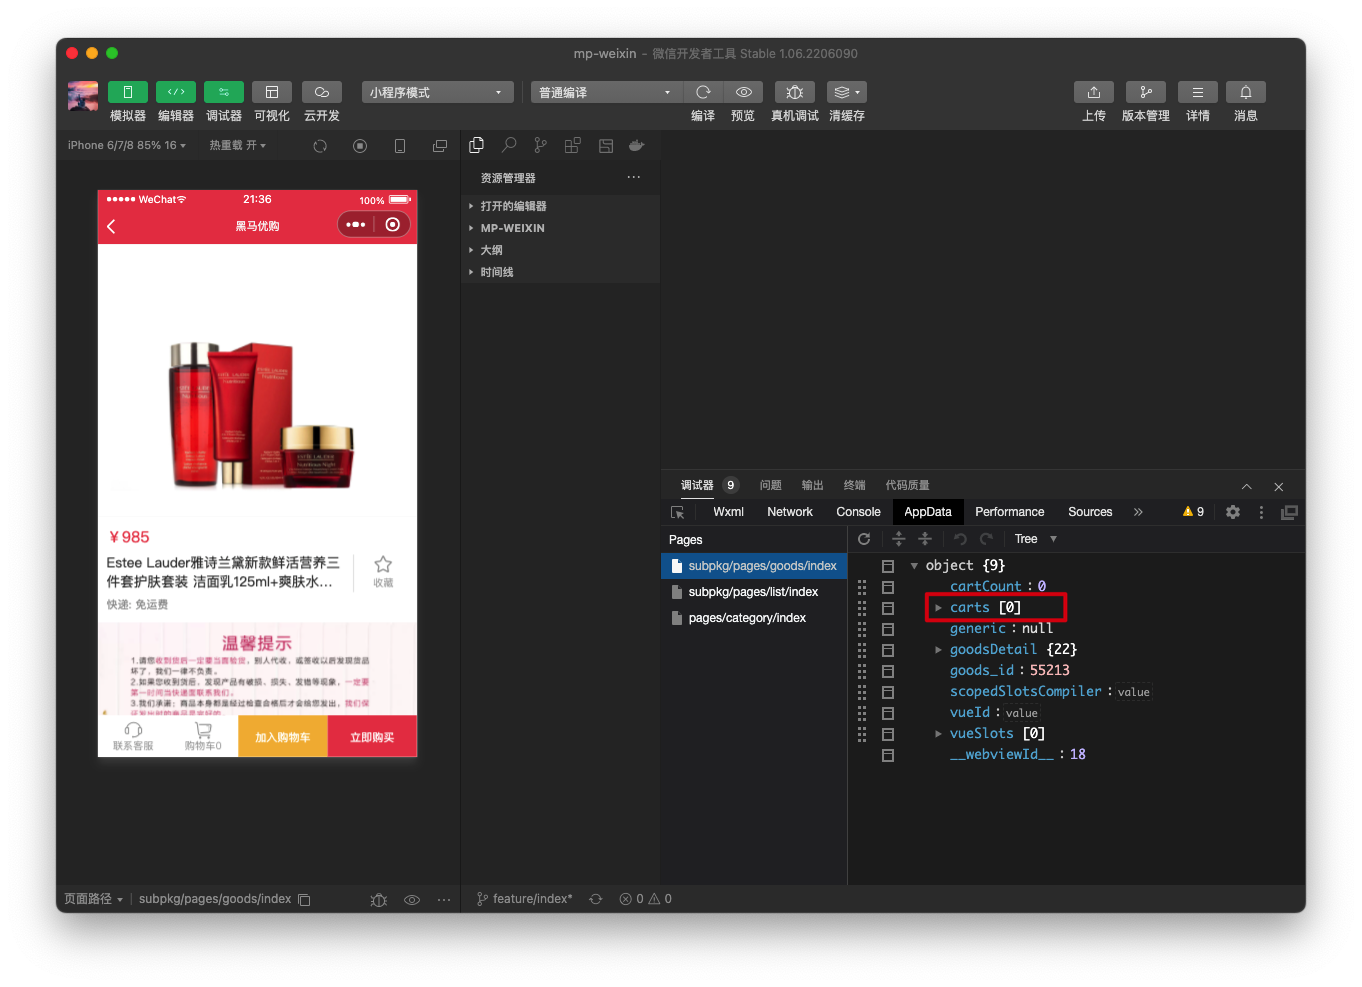 mp-weixin - 微信开发者工具 Stable 1.06.2206090
小程序模式
普通编译
模拟器 编辑器 调试器 可视化 云开发 编译 预览 真机调试 清缓存 上传 版本管理 详情 消息
iPhone 6/7/8 85% 16 热重载 开
WeChat 21:36 100%
黑马优购
¥985
Estee Lauder雅诗兰黛新款鲜活营养三
件套护肤套装 洁面乳125ml+爽肤水...
收藏
快递: 免运费
温馨提示
1.请您收到货后一定要当面验货，别人代收，或签收以后发现货品
坏了，我们一律不负责。
2.如果您收到货后，发现产品有破损、损失、发错等现象，一定要
第一时间当快递面联系我们。
3.我们承诺：商品本身都是经过检查合格后才会给您发出，我们保
联系客服 购物车0 加入购物车 立即购买
资源管理器
打开的编辑器
MP-WEIXIN
大纲
时间线
调试器 9 问题 输出 终端 代码质量
Wxml Network Console AppData Performance Sources 9
Pages
subpkg/pages/goods/index
subpkg/pages/list/index
pages/category/index
Tree
object {9}
cartCount : 0
carts [0]
generic : null
goodsDetail {22}
goods_id : 55213
scopedSlotsCompiler : value
vueId : value
vueSlots [0]
__webviewId__ : 18
页面路径 subpkg/pages/goods/index
feature/index* 0 0